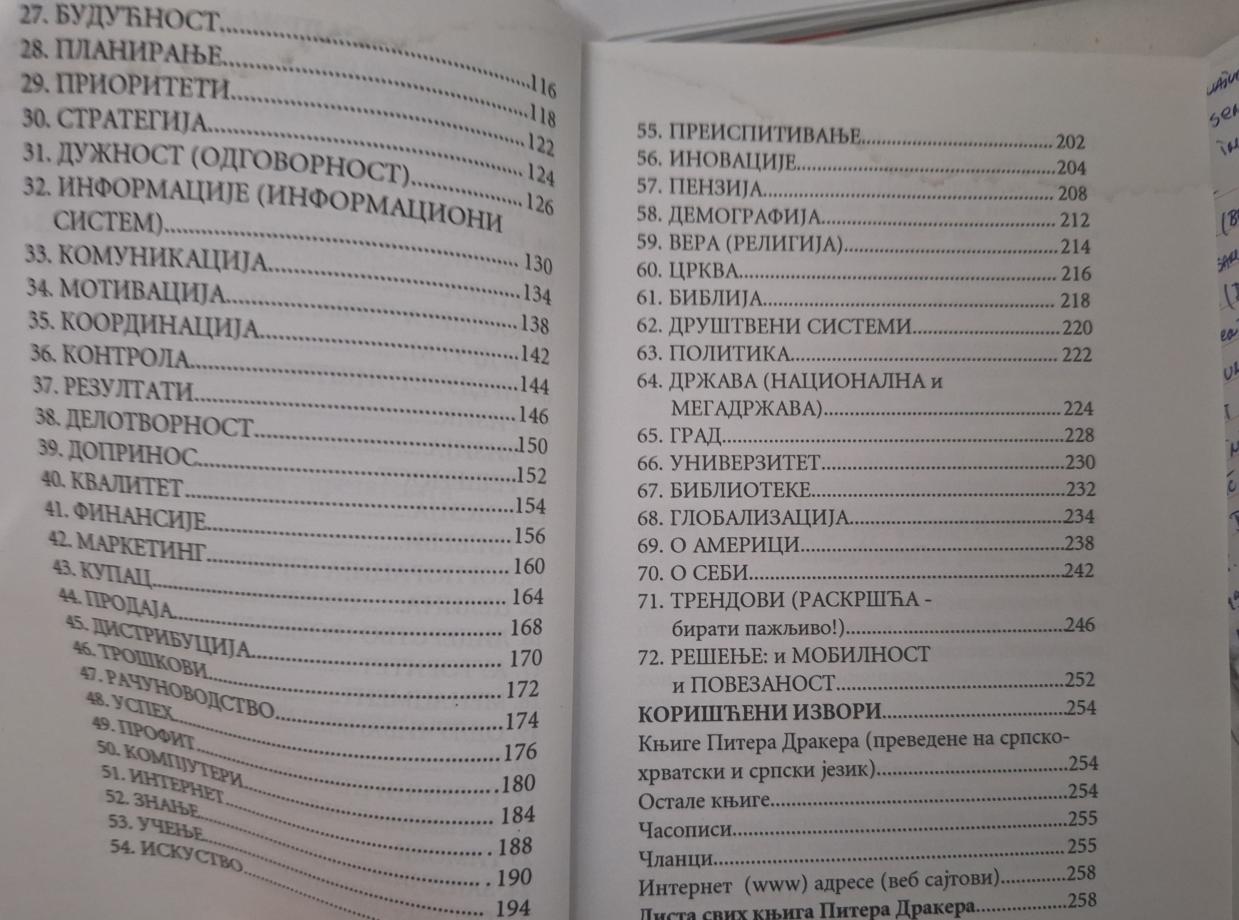 27. БУДУЋНОСТ...116
28. ПЛАНИРАЊЕ...118
29. ПРИОРИТЕТИ...122
30. СТРАТЕГИЈА...124
31. ДУЖНОСТ (ОДГОВОРНОСТ)...126
32. ИНФОРМАЦИЈЕ (ИНФОРМАЦИОНИ
СИСТЕМ)...130
33. КОМУНИКАЦИЈА...134
34. МОТИВАЦИЈА...138
35. КООРДИНАЦИЈА...142
36. КОНТРОЛА...144
37. РЕЗУЛТАТИ...146
38. ДЕЛОТВОРНОСТ...150
39. ДОПРИНОС...152
40. КВАЛИТЕТ...154
41. ФИНАНСИЈЕ...156
42. МАРКЕТИНГ...160
43. КУПАЦ...164
44. ПРОДАЈА...168
45. ДИСТРИБУЦИЈА...170
46. ТРОШКОВИ...172
47. РАЧУНОВОДСТВО...174
48. УСПЕХ...176
49. ПРОФИТ...180
50. КОМПЈУТЕРИ...184
51. ИНТЕРНЕТ...188
52. ЗНАЊЕ...190
53. УЧЕЊЕ...194
54. ИСКУСТВО...
55. ПРЕИСПИТИВАЊЕ...202
56. ИНОВАЦИЈЕ...204
57. ПЕНЗИЈА...208
58. ДЕМОГРАФИЈА...212
59. ВЕРА (РЕЛИГИЈА)...214
60. ЦРКВА...216
61. БИБЛИЈА...218
62. ДРУШТВЕНИ СИСТЕМИ...220
63. ПОЛИТИКА...222
64. ДРЖАВА (НАЦИОНАЛНА и
МЕГАДРЖАВА)...224
65. ГРАД...228
66. УНИВЕРЗИТЕТ...230
67. БИБЛИОТЕКЕ...232
68. ГЛОБАЛИЗАЦИЈА...234
69. О АМЕРИЦИ...238
70. О СЕБИ...242
71. ТРЕНДОВИ (РАСКРШЋА -
бирати пажљиво!)...246
72. РЕШЕЊЕ: и МОБИЛНОСТ
и ПОВЕЗАНОСТ...252
КОРИШЋЕНИ ИЗВОРИ...254
Књиге Питера Дракера (преведене на српско-
хрватски и српски језик)...254
Остале књиге...254
Часописи...255
Чланци...255
Интернет (www) адресе (веб сајтови)...258
Листа свих књига Питера Дракера...258